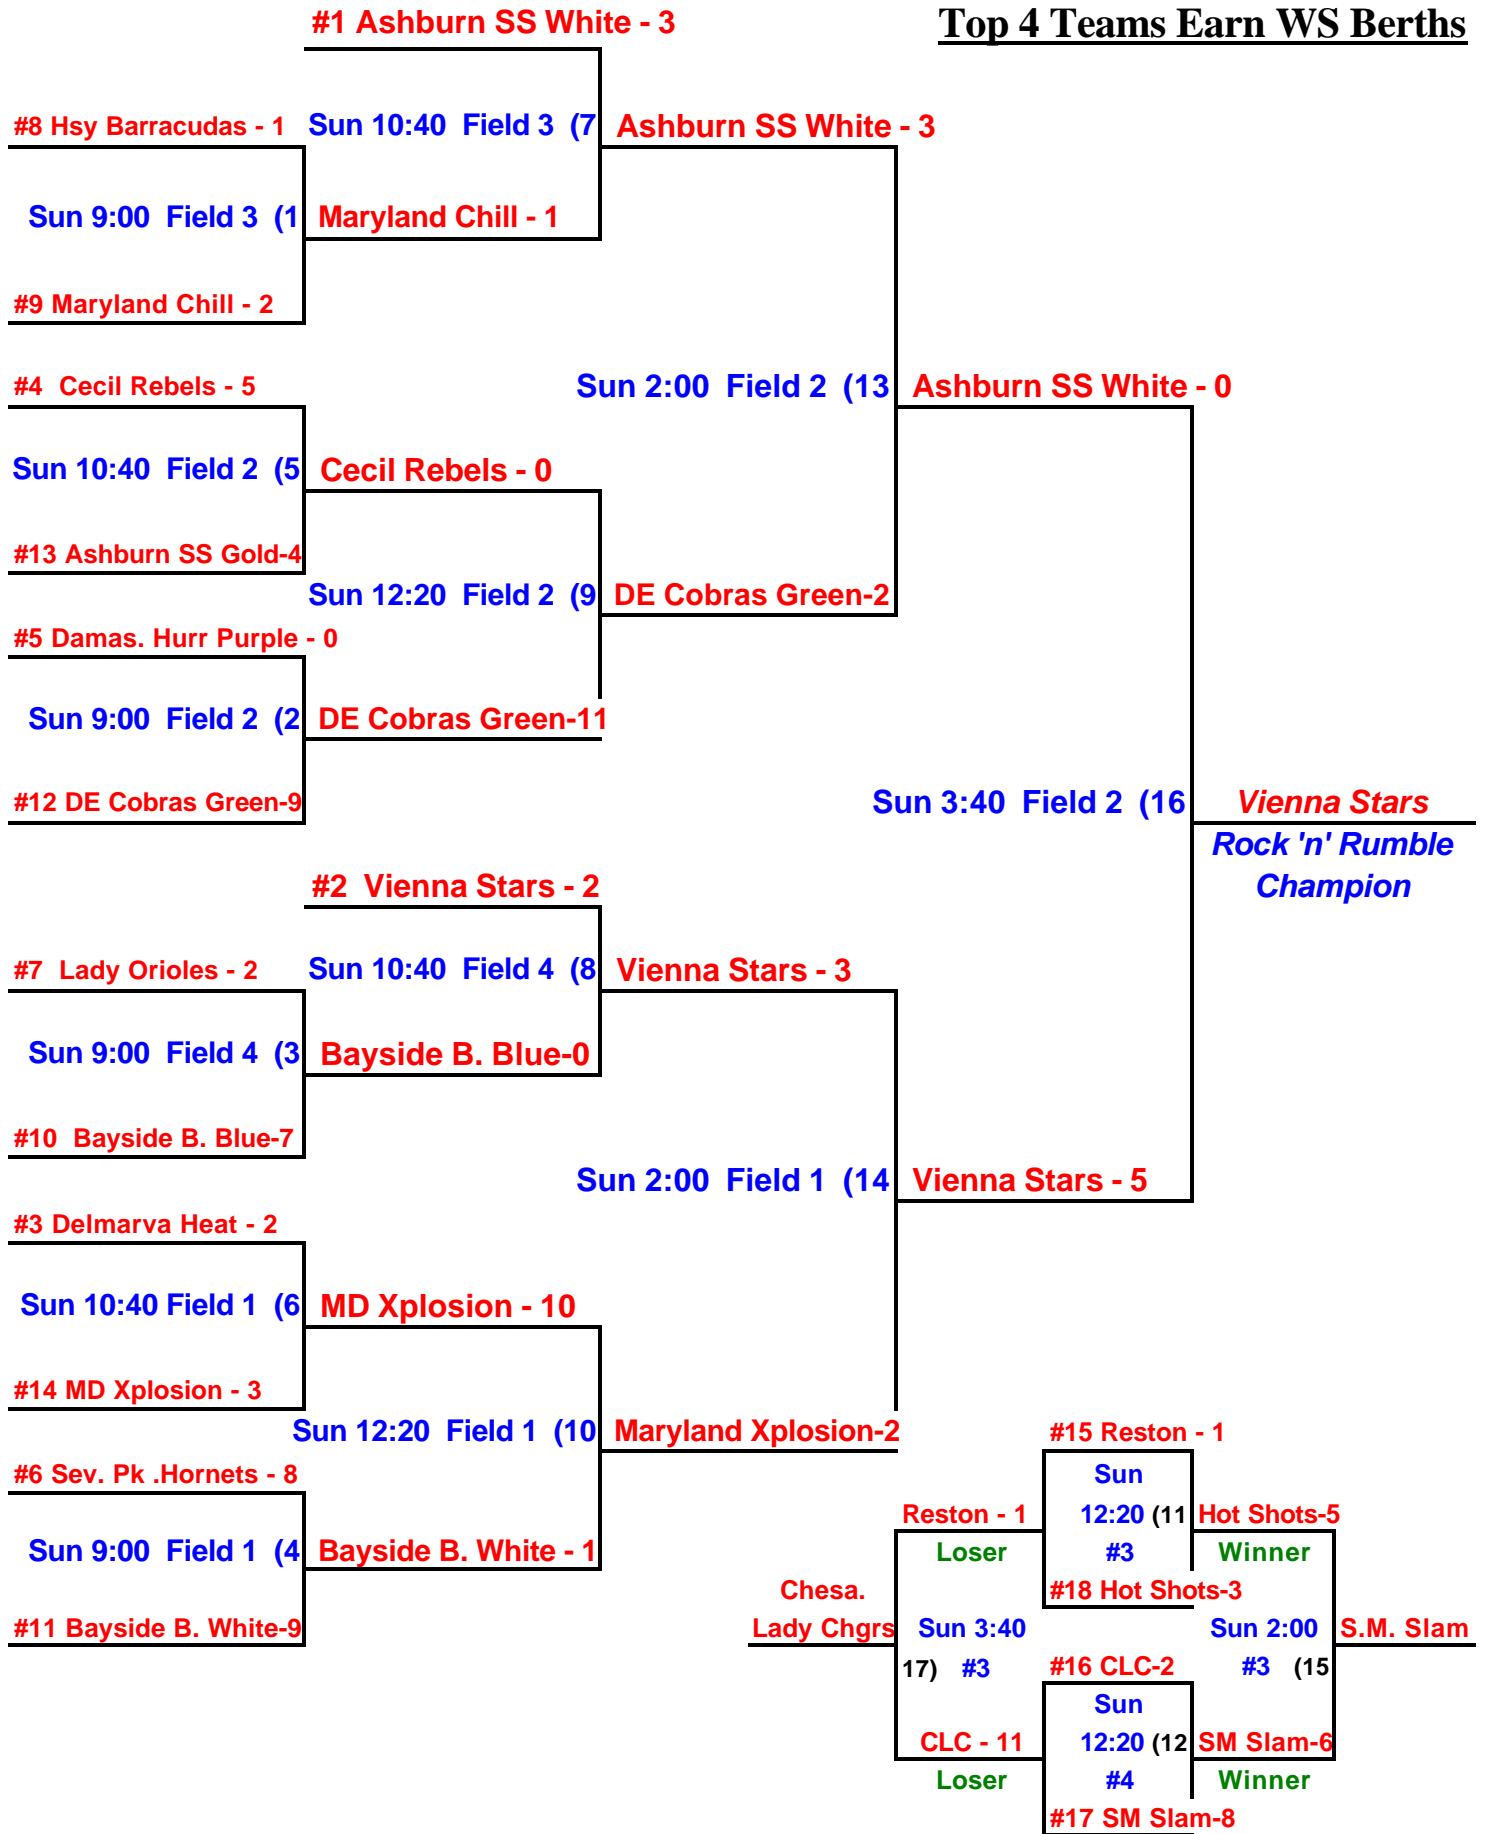 #1 Ashburn SS White - 3
Top 4 Teams Earn WS Berths
#8 Hsy Barracudas - 1
Sun 10:40  Field 3  (7
Ashburn SS White - 3
Sun 9:00  Field 3  (1
Maryland Chill - 1
#9 Maryland Chill - 2
#4  Cecil Rebels - 5
Sun 2:00  Field 2  (13
Ashburn SS White - 0
Sun 10:40  Field 2  (5
Cecil Rebels - 0
#13 Ashburn SS Gold-4
Sun 12:20  Field 2  (9
DE Cobras Green-2
#5 Damas. Hurr Purple - 0
Sun 9:00  Field 2  (2
DE Cobras Green-11
#12 DE Cobras Green-9
Sun 3:40  Field 2  (16
Vienna Stars
Rock 'n' Rumble
Champion
#2  Vienna Stars - 2
#7  Lady Orioles - 2
Sun 10:40  Field 4  (8
Vienna Stars - 3
Sun 9:00  Field 4  (3
Bayside B. Blue-0
#10  Bayside B. Blue-7
Sun 2:00  Field 1  (14
Vienna Stars - 5
#3 Delmarva Heat - 2
Sun 10:40 Field 1  (6
MD Xplosion - 10
#14 MD Xplosion - 3
Sun 12:20  Field 1  (10
Maryland Xplosion-2
#15 Reston - 1
#6 Sev. Pk .Hornets - 8
Sun
Reston - 1
12:20 (11
Hot Shots-5
Sun 9:00  Field 1  (4
Bayside B. White - 1
Loser
#3
Winner
Chesa.
#18 Hot Shots-3
#11 Bayside B. White-9
Lady Chgrs
Sun 3:40
Sun 2:00
S.M. Slam
17)  #3
#16 CLC-2
#3  (15
Sun
CLC - 11
12:20 (12
SM Slam-6
Loser
#4
Winner
#17 SM Slam-8